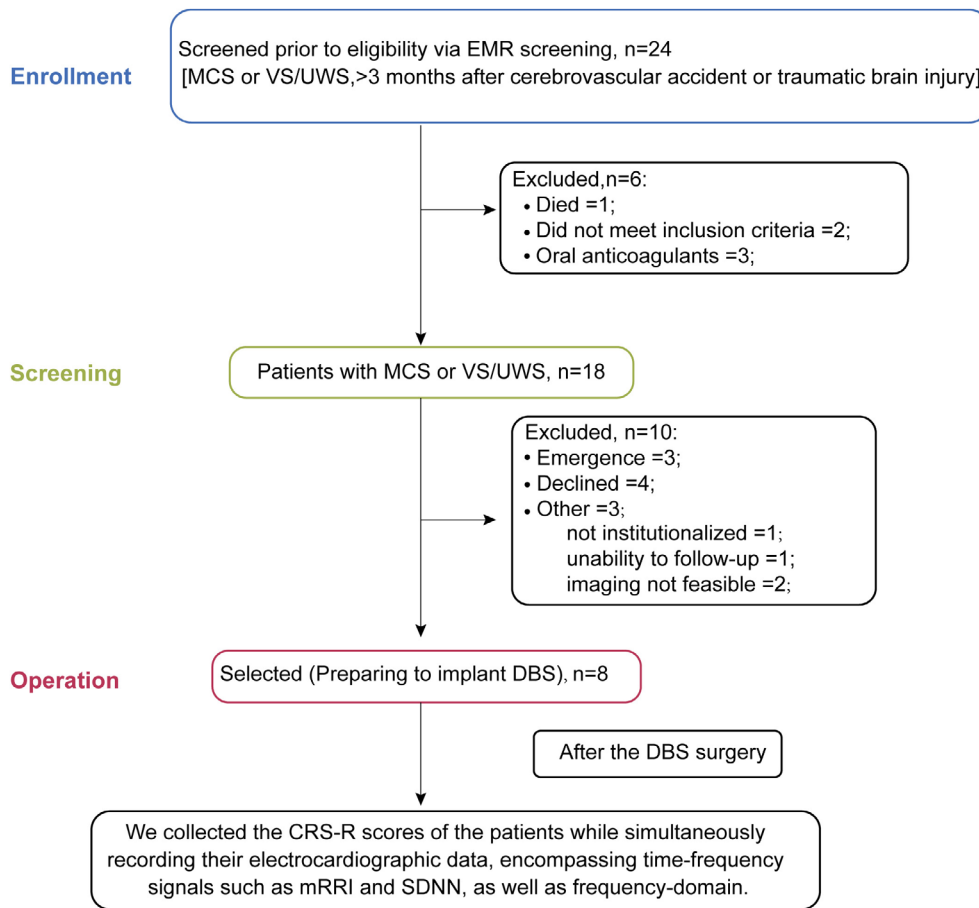 Enrollment
Screened prior to eligibility via EMR screening, n=24
[MCS or VS/UWS,>3 months after cerebrovascular accident or traumatic brain injury]
Excluded,n=6:
• Died =1;
• Did not meet inclusion criteria =2;
• Oral anticoagulants =3;
Screening
Patients with MCS or VS/UWS, n=18
Excluded, n=10:
• Emergence =3;
• Declined =4;
• Other =3;
not institutionalized =1;
unability to follow-up =1;
imaging not feasible =2;
Operation
Selected (Preparing to implant DBS), n=8
After the DBS surgery
We collected the CRS-R scores of the patients while simultaneously
recording their electrocardiographic data, encompassing time-frequency
signals such as mRRI and SDNN, as well as frequency-domain.